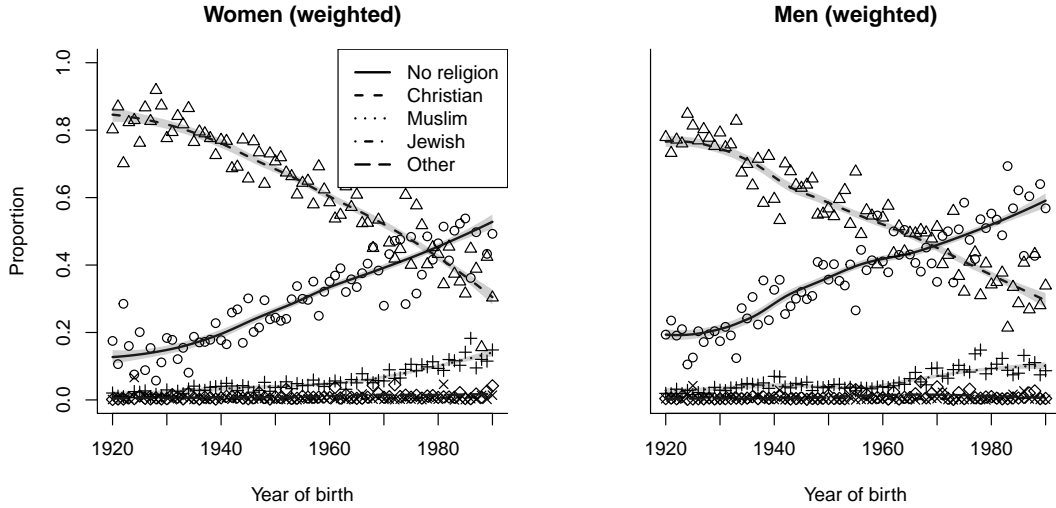 Women (weighted)
Men (weighted)
Proportion
1.0
0.8
0.6
0.4
0.2
0.0
No religion
Christian
Muslim
Jewish
Other
1920 1940 1960 1980
1920 1940 1960 1980
Year of birth
Year of birth